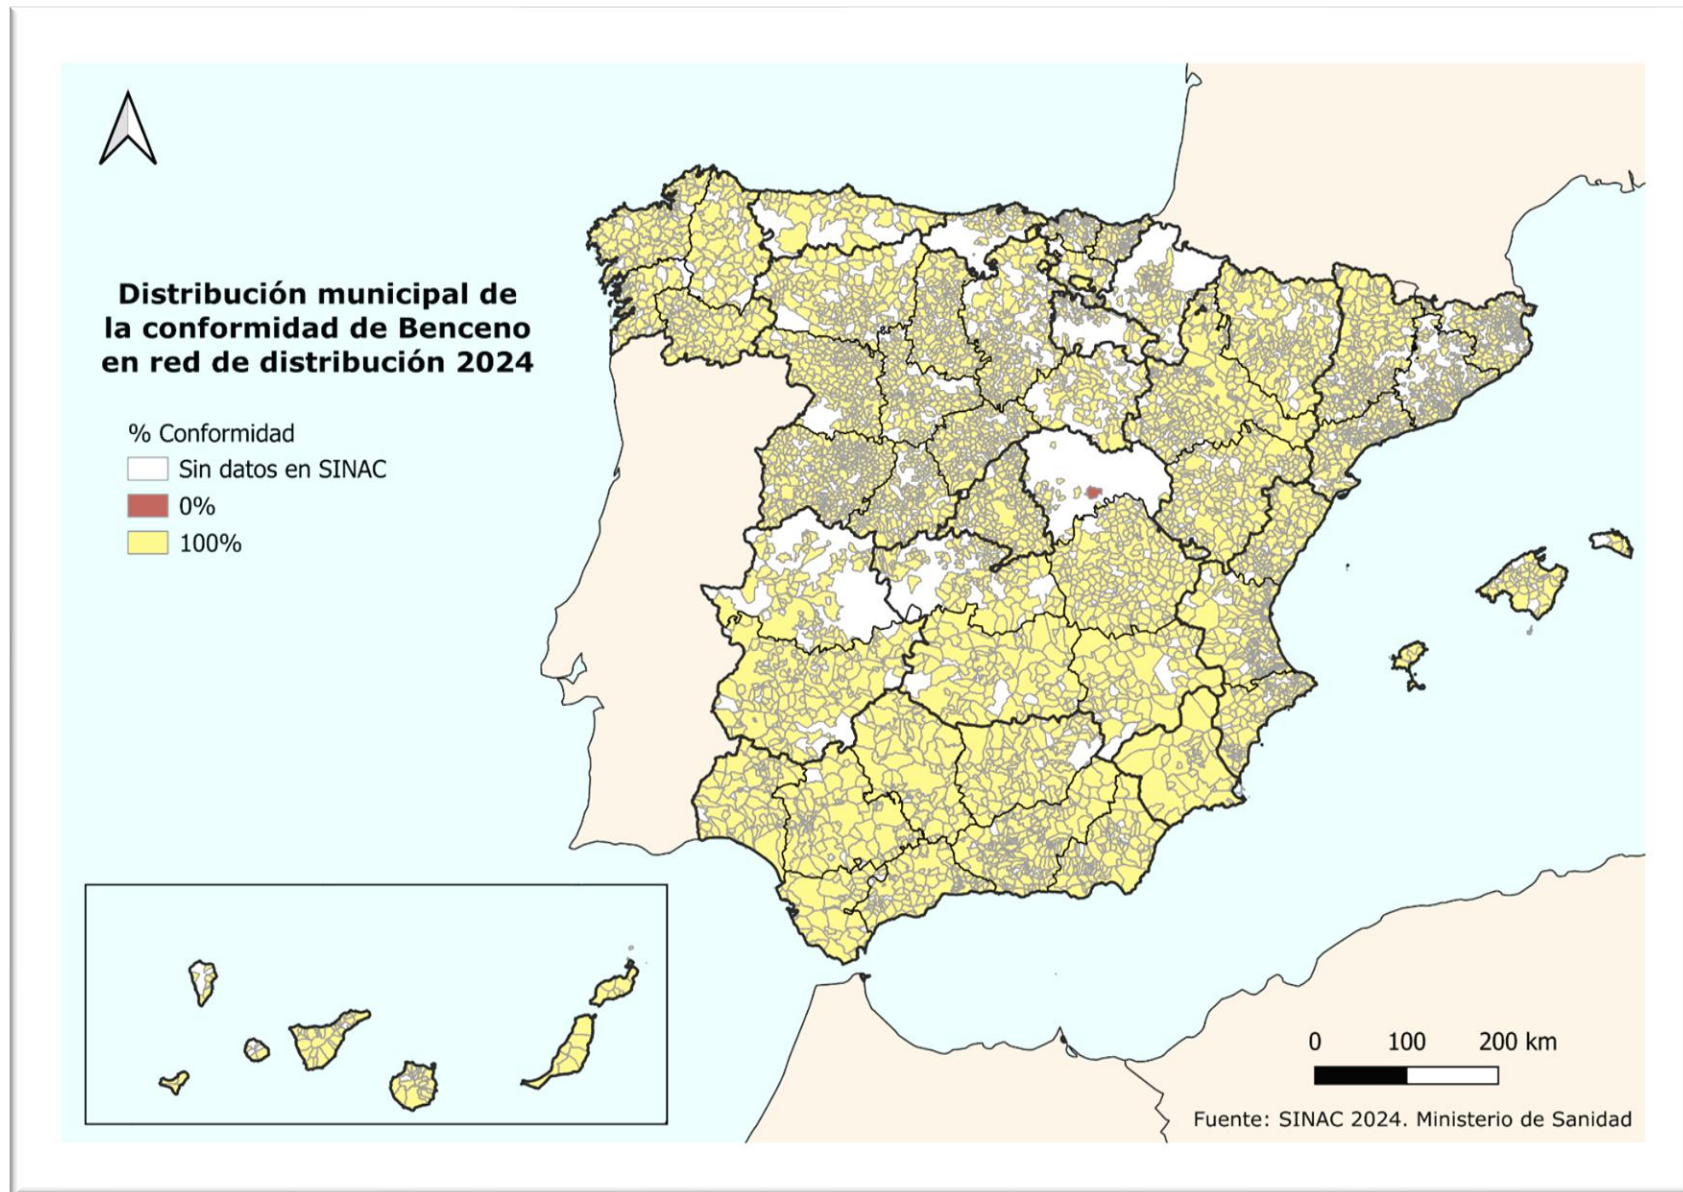 Distribución municipal de
la conformidad de Benceno
en red de distribución 2024
% Conformidad
Sin datos en SINAC
0%
100%
0 100 200 km
Fuente: SINAC 2024. Ministerio de Sanidad